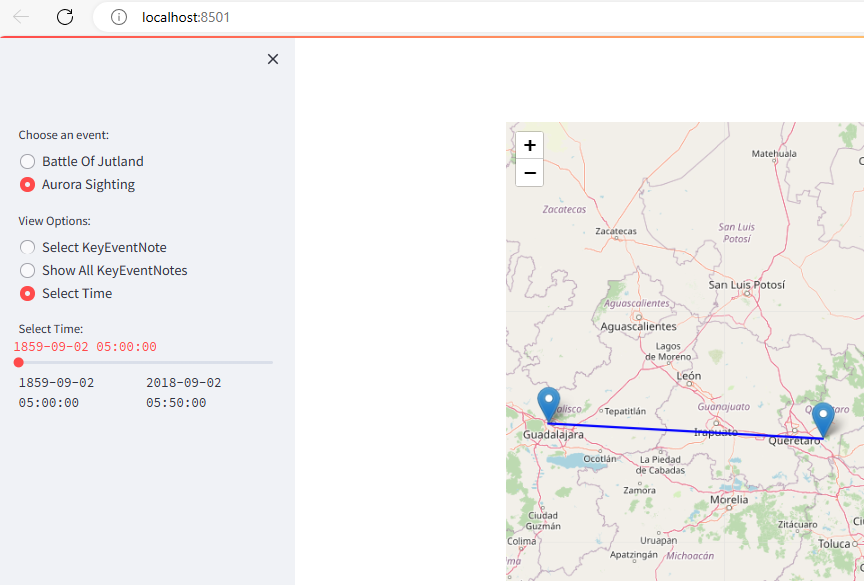 localhost:8501
Choose an event:
Battle Of Jutland
Aurora Sighting
View Options:
Select KeyEventNote
Show All KeyEventNotes
Select Time
Select Time:
1859-09-02 05:00:00
1859-09-02 2018-09-02
05:00:00 05:50:00
+
−
Matehuala
Zacatecas
Zacatecas
San Luis
Potosí
San Luis Potosí
Aguascalientes
Aguascalientes
Lagos
de Moreno
León
Jalisco
Tepatitlán
Guanajuato
Guadalajara
Irapuato
Querétaro
Ocotlán
La Piedad
de Cabadas
Zamora
Morelia
Ciudad
Guzmán
Zitácuaro
Colima
Uruapan
Toluca
Apatzingán
Michoacán